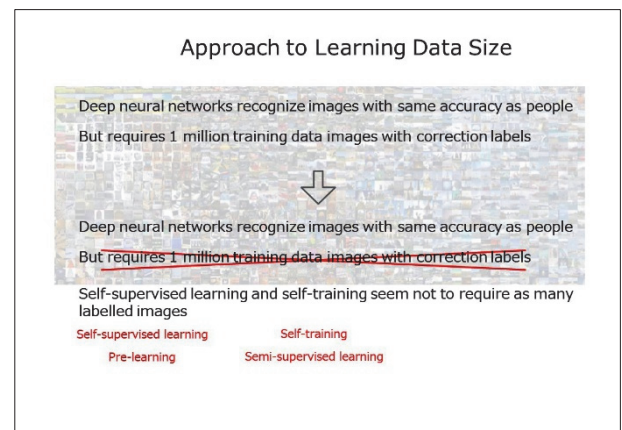 Approach to Learning Data Size
Deep neural networks recognize images with same accuracy as people
But requires 1 million training data images with correction labels
Deep neural networks recognize images with same accuracy as people
But requires 1 million training data images with correction labels
Self-supervised learning and self-training seem not to require as many
labelled images
Self-supervised learning Self-training
Pre-learning Semi-supervised learning